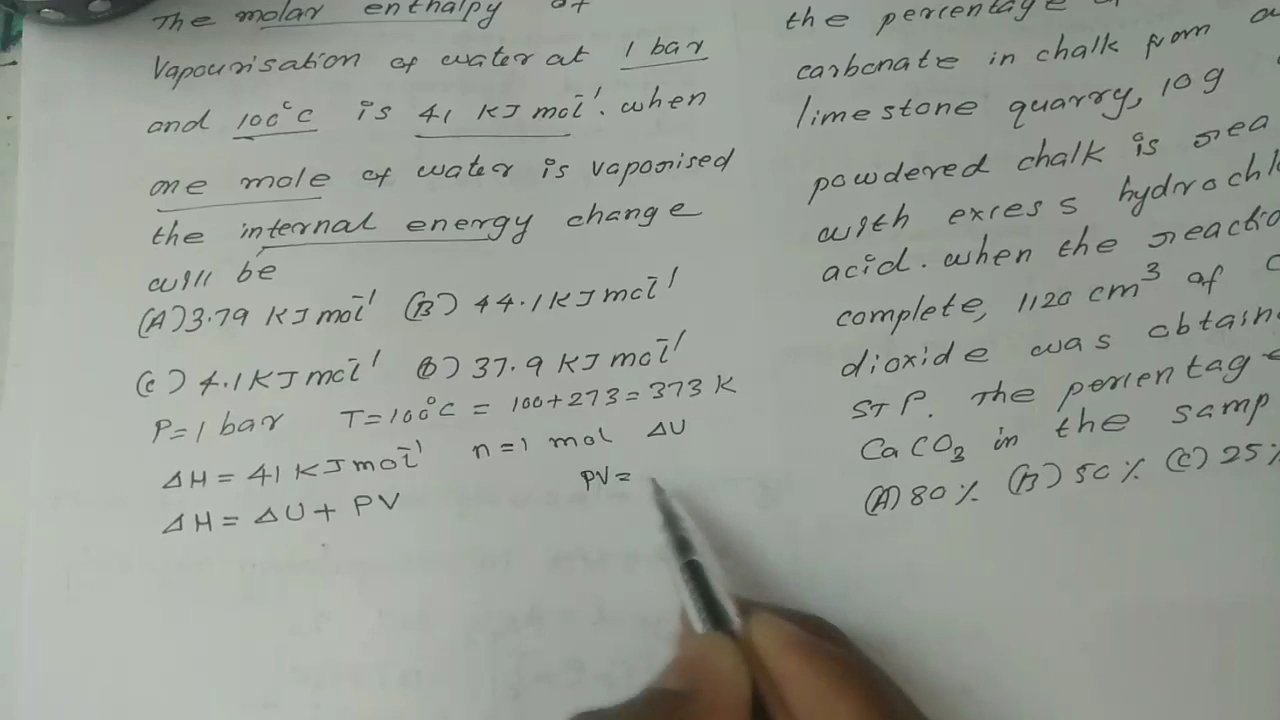 The molar enthalpy of
Vapourisation of water at 1 bar
and 100°C is 41 KJ mol⁻¹. when
one mole of water is vaporised
the internal energy change
will be
(A) 3.79 KJ mol⁻¹ (B) 44.1 KJ mol⁻¹
(C) 4.1 KJ mol⁻¹ (D) 37.9 KJ mol⁻¹
P=1 bar T=100°C = 100+273=373 K
ΔH = 41 KJ mol⁻¹ n=1 mol ΔU
ΔH = ΔU + PV
PV=
the percentage
carbonate in chalk from
limestone quarry, 10g
powdered chalk is rea
with excess hydrochl
acid. when the reactio
complete, 1120 cm³ of
dioxide was obtain
STP. The percentage
CaCO₃ in the samp
(A) 80% (B) 50% (C) 25%